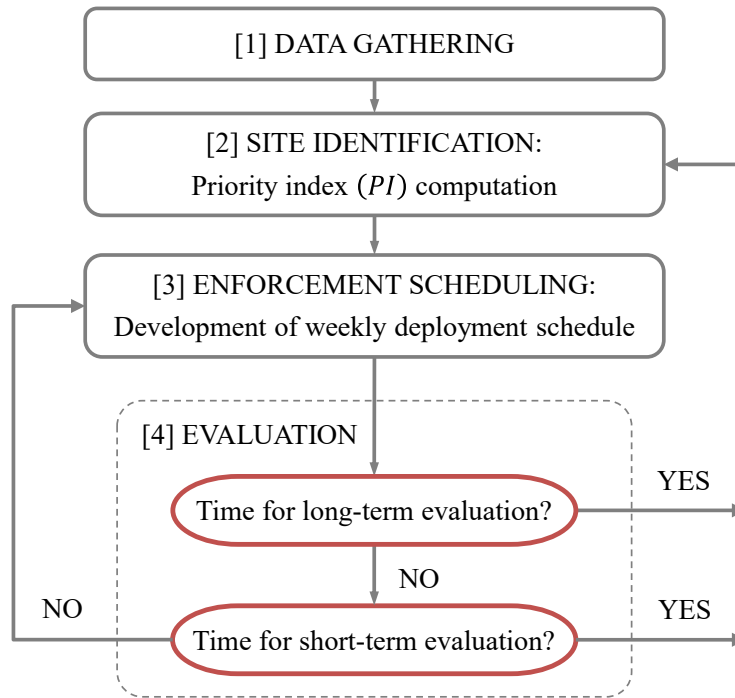 [1] DATA GATHERING
[2] SITE IDENTIFICATION:
Priority index (PI) computation
[3] ENFORCEMENT SCHEDULING:
Development of weekly deployment schedule
[4] EVALUATION
Time for long-term evaluation?
YES
NO
NO
Time for short-term evaluation?
YES